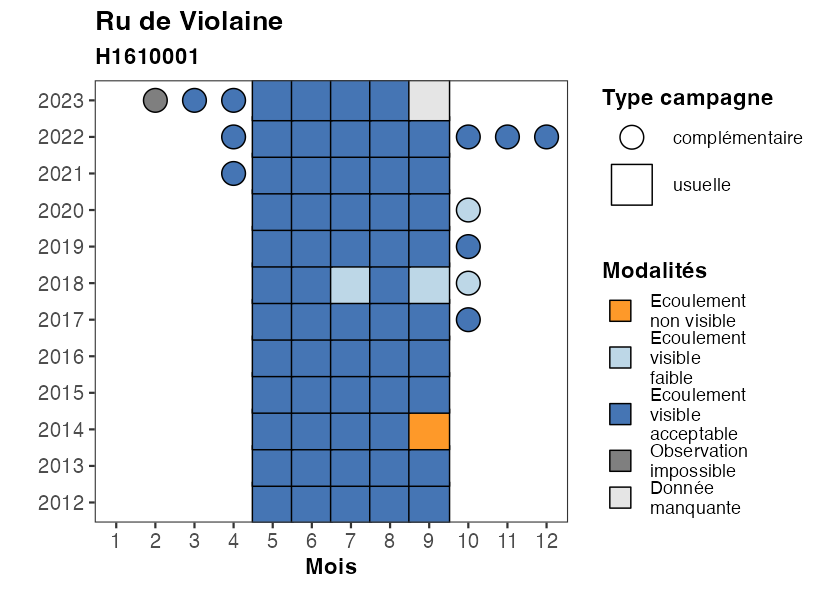 Ru de Violaine
H1610001
2023
2022
2021
2020
2019
2018
2017
2016
2015
2014
2013
2012
1 2 3 4 5 6 7 8 9 10 11 12
Mois
Type campagne
complémentaire
usuelle
Modalités
Ecoulement
non visible
Ecoulement
visible
faible
Ecoulement
visible
acceptable
Observation
impossible
Donnée
manquante